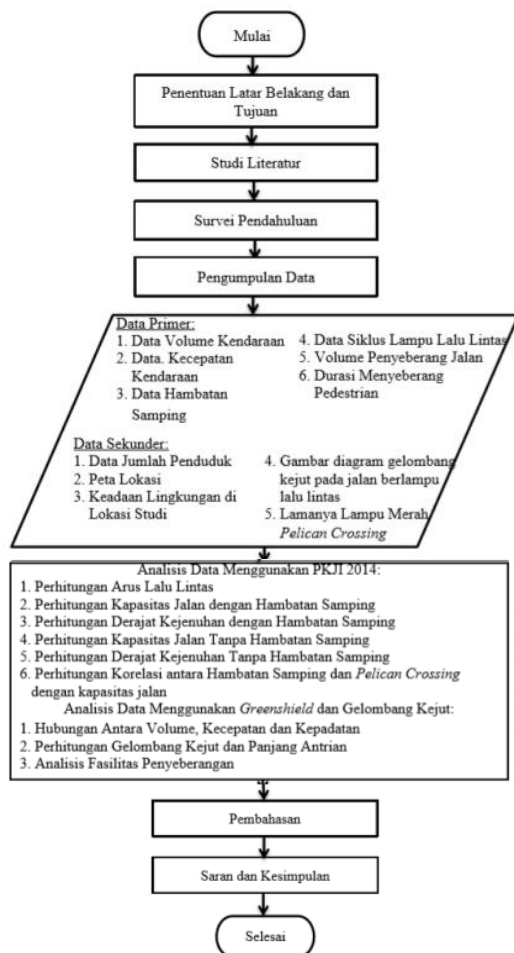 Mulai
Penentuan Latar Belakang dan
Tujuan
Studi Literatur
Survei Pendahuluan
Pengumpulan Data
Data Primer:
1. Data Volume Kendaraan
2. Data. Kecepatan
Kendaraan
3. Data Hambatan
Samping
4. Data Siklus Lampu Lalu Lintas
5. Volume Penyeberang Jalan
6. Durasi Menyeberang
Pedestrian
Data Sekunder:
1. Data Jumlah Penduduk
2. Peta Lokasi
3. Keadaan Lingkungan di
Lokasi Studi
4. Gambar diagram gelombang
kejut pada jalan berlampu
lalu lintas
5. Lamanya Lampu Merah
Pelican Crossing
Analisis Data Menggunakan PKJI 2014:
1. Perhitungan Arus Lalu Lintas
2. Perhitungan Kapasitas Jalan dengan Hambatan Samping
3. Perhitungan Derajat Kejenuhan dengan Hambatan Samping
4. Perhitungan Kapasitas Jalan Tanpa Hambatan Samping
5. Perhitungan Derajat Kejenuhan Tanpa Hambatan Samping
6. Perhitungan Korelasi antara Hambatan Samping dan Pelican Crossing
dengan kapasitas jalan
Analisis Data Menggunakan Greenshield dan Gelombang Kejut:
1. Hubungan Antara Volume, Kecepatan dan Kepadatan
2. Perhitungan Gelombang Kejut dan Panjang Antrian
3. Analisis Fasilitas Penyeberangan
Pembahasan
Saran dan Kesimpulan
Selesai